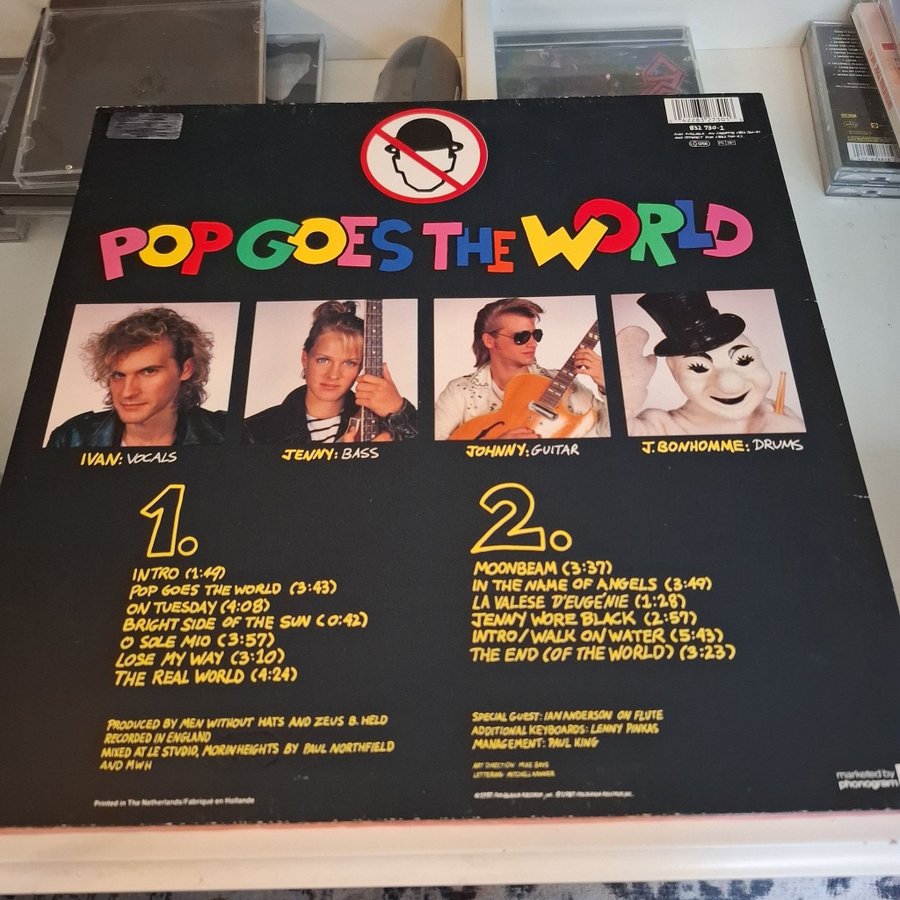 832 730-1
POP GOES THE WORLD
IVAN: VOCALS
JENNY: BASS
JOHNNY: GUITAR
J. BONHOMME: DRUMS
1.
INTRO (1:49)
POP GOES THE WORLD (3:43)
ON TUESDAY (4:08)
BRIGHT SIDE OF THE SUN (0:42)
O SOLE MIO (3:57)
LOSE MY WAY (3:10)
THE REAL WORLD (4:24)
2.
MOONBEAM (3:37)
IN THE NAME OF ANGELS (3:49)
LA VALESE D'EUGÉNIE (1:28)
JENNY WORE BLACK (2:57)
INTRO/WALK ON WATER (5:43)
THE END (OF THE WORLD) (3:23)
PRODUCED BY MEN WITHOUT HATS AND ZEUS B. HELD
RECORDED IN ENGLAND
MIXED AT LE STUDIO, MORIN HEIGHTS BY PAUL NORTHFIELD
AND MWH
SPECIAL GUEST: IAN ANDERSON ON FLUTE
ADDITIONAL KEYBOARDS: LENNY PINKAS
MANAGEMENT: PAUL KING
ART DIRECTION: MIKE
LETTERING: MITCHELL
Printed in The Netherlands/Fabriqué en Hollande
marketed by
phonogram